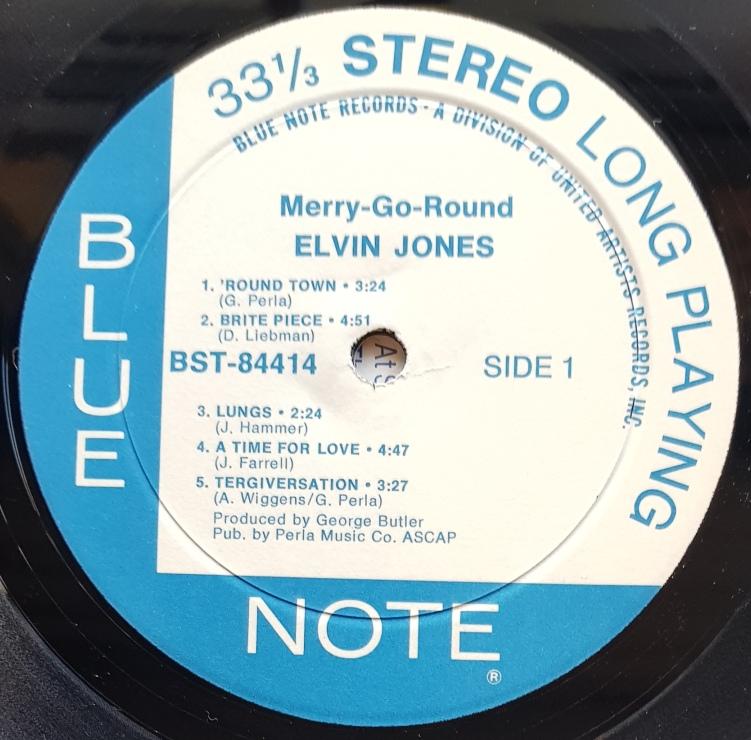 33⅓ STEREO LONG PLAYING
BLUE NOTE RECORDS · A DIVISION OF UNITED ARTISTS RECORDS, INC.
Merry-Go-Round
ELVIN JONES
1. 'ROUND TOWN • 3:24
(G. Perla)
2. BRITE PIECE • 4:51
(D. Liebman)
BST-84414
SIDE 1
3. LUNGS • 2:24
(J. Hammer)
4. A TIME FOR LOVE • 4:47
(J. Farrell)
5. TERGIVERSATION • 3:27
(A. Wiggens/G. Perla)
Produced by George Butler
Pub. by Perla Music Co. ASCAP
BLUE
NOTE
®